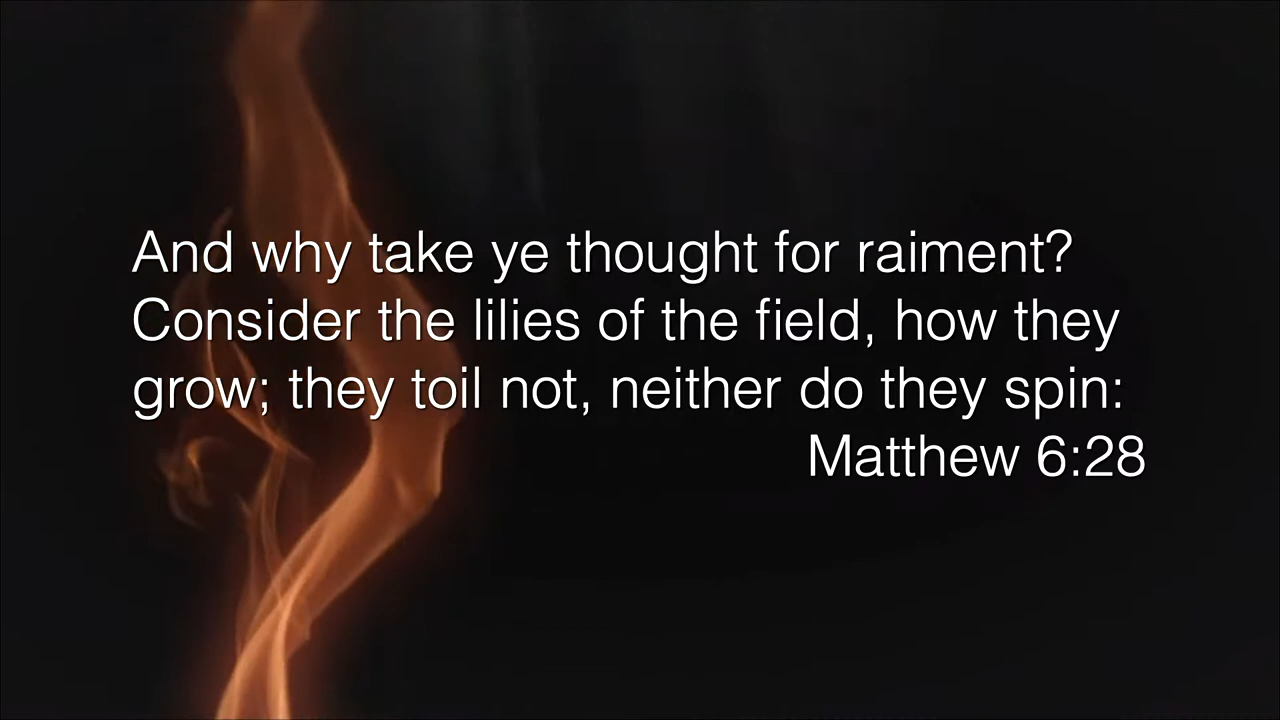 And why take ye thought for raiment?
Consider the lilies of the field, how they
grow; they toil not, neither do they spin:
Matthew 6:28